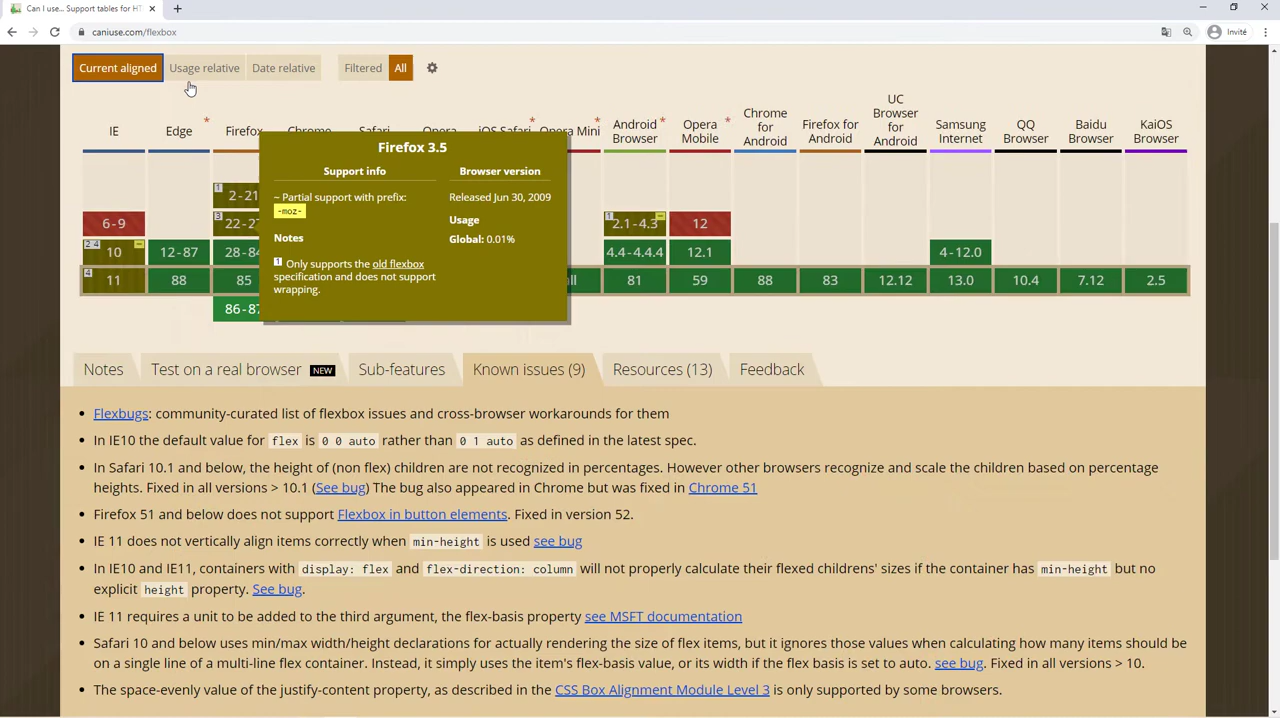 Can I use... Support tables for HT
caniuse.com/flexbox
Invité
Current aligned
Usage relative
Date relative
Filtered
All
IE
Edge
Firefox
Opera Mini
Android
Browser
Opera
Mobile
Chrome
for
Android
Firefox for
Android
UC
Browser
for
Android
Samsung
Internet
QQ
Browser
Baidu
Browser
KaiOS
Browser
Firefox 3.5
Support info
~ Partial support with prefix:
-moz-
Notes
1 Only supports the old flexbox
specification and does not support
wrapping.
Browser version
Released Jun 30, 2009
Usage
Global: 0.01%
1 2-21
6-9
3 22-2
1 2.1-4.3
12
2 4 10
12-87
28-84
4.4-4.4.4
12.1
4-12.0
4 11
88
85
all
81
59
88
83
12.12
13.0
10.4
7.12
2.5
86-87
Notes
Test on a real browser NEW
Sub-features
Known issues (9)
Resources (13)
Feedback
• Flexbugs: community-curated list of flexbox issues and cross-browser workarounds for them
• In IE10 the default value for flex is 0 0 auto rather than 0 1 auto as defined in the latest spec.
• In Safari 10.1 and below, the height of (non flex) children are not recognized in percentages. However other browsers recognize and scale the children based on percentage
heights. Fixed in all versions > 10.1 (See bug) The bug also appeared in Chrome but was fixed in Chrome 51
• Firefox 51 and below does not support Flexbox in button elements. Fixed in version 52.
• IE 11 does not vertically align items correctly when min-height is used see bug
• In IE10 and IE11, containers with display: flex and flex-direction: column will not properly calculate their flexed childrens' sizes if the container has min-height but no
explicit height property. See bug.
• IE 11 requires a unit to be added to the third argument, the flex-basis property see MSFT documentation
• Safari 10 and below uses min/max width/height declarations for actually rendering the size of flex items, but it ignores those values when calculating how many items should be
on a single line of a multi-line flex container. Instead, it simply uses the item's flex-basis value, or its width if the flex basis is set to auto. see bug. Fixed in all versions > 10.
• The space-evenly value of the justify-content property, as described in the CSS Box Alignment Module Level 3 is only supported by some browsers.